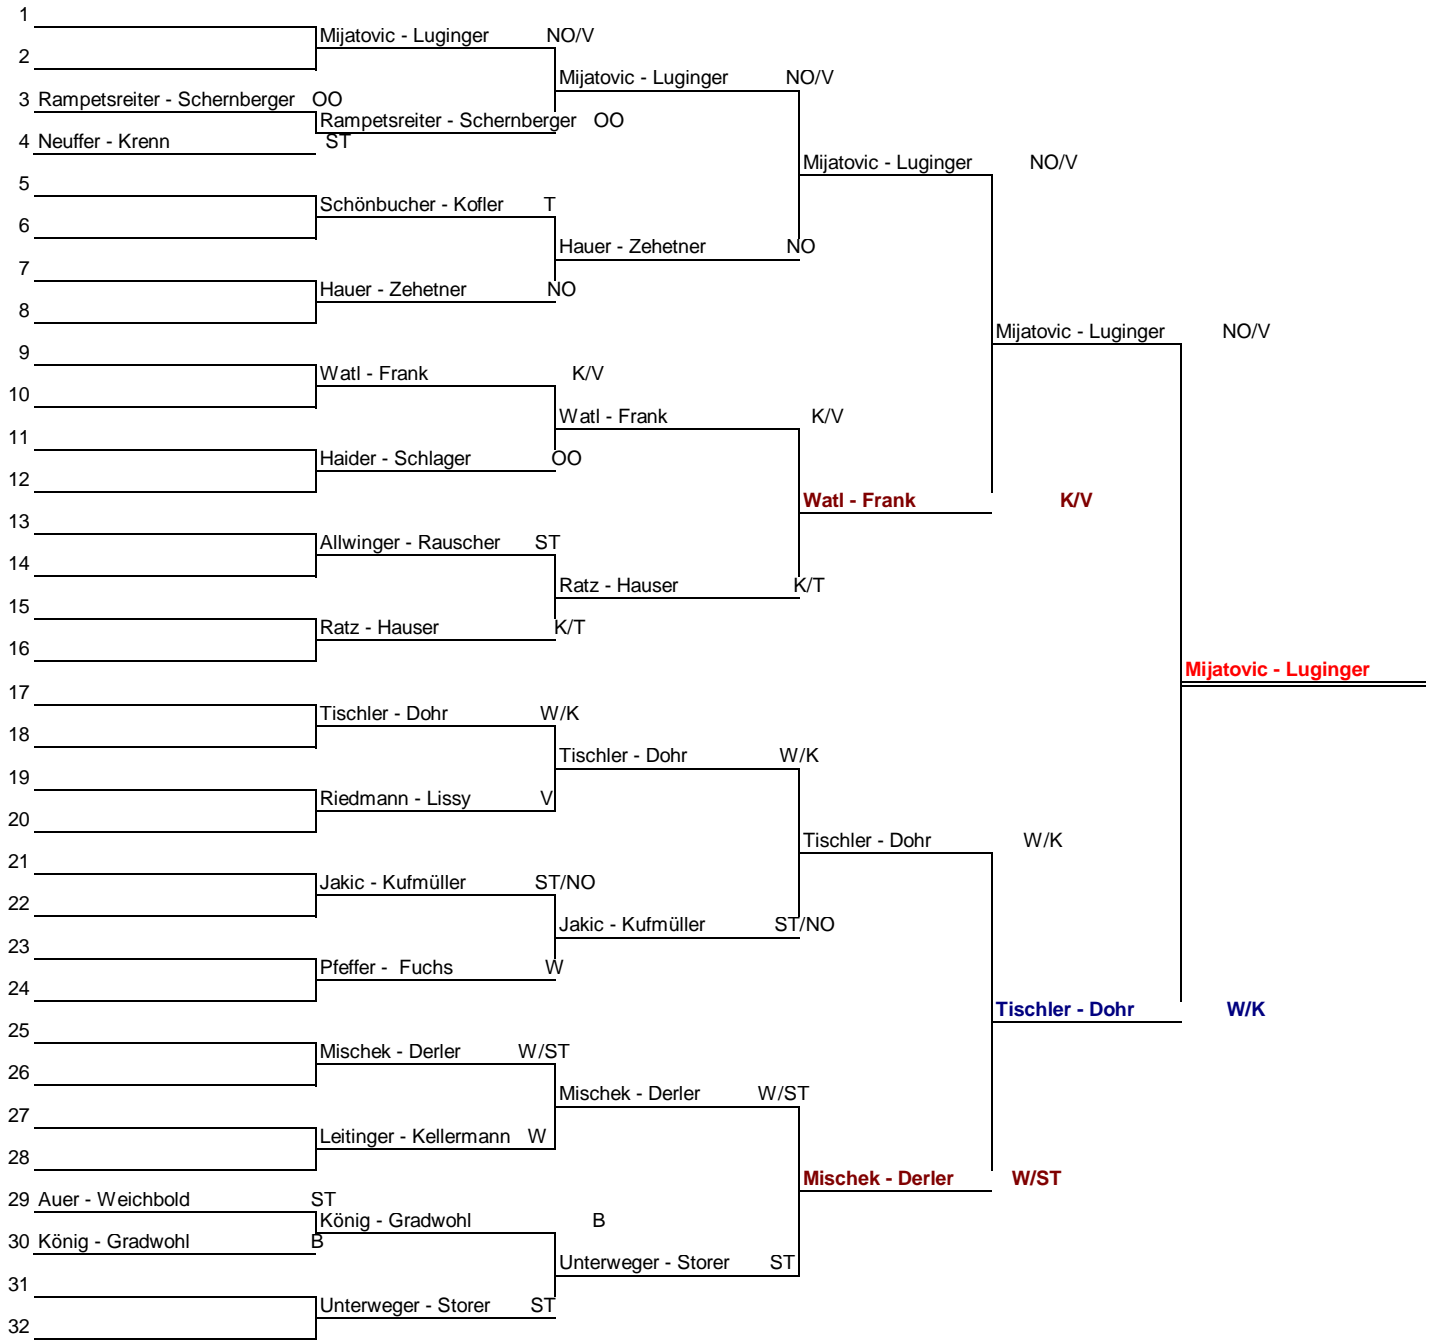 1
Mijatovic - Luginger NO/V
2
Mijatovic - Luginger NO/V
3 Rampetsreiter - Schernberger OO
Rampetsreiter - Schernberger OO
4 Neuffer - Krenn ST
Mijatovic - Luginger NO/V
5
Schönbucher - Kofler T
6
Hauer - Zehetner NO
7
Hauer - Zehetner NO
8
Mijatovic - Luginger NO/V
9
Watl - Frank K/V
10
Watl - Frank K/V
11
Haider - Schlager OO
12
Watl - Frank K/V
13
Allwinger - Rauscher ST
14
Ratz - Hauser K/T
15
Ratz - Hauser K/T
16
Mijatovic - Luginger
17
Tischler - Dohr W/K
18
Tischler - Dohr W/K
19
Riedmann - Lissy V
20
Tischler - Dohr W/K
21
Jakic - Kufmüller ST/NO
22
Jakic - Kufmüller ST/NO
23
Pfeffer - Fuchs W
24
Tischler - Dohr W/K
25
Mischek - Derler W/ST
26
Mischek - Derler W/ST
27
Leitinger - Kellermann W
28
Mischek - Derler W/ST
29 Auer - Weichbold ST
König - Gradwohl B
30 König - Gradwohl B
Unterweger - Storer ST
31
Unterweger - Storer ST
32